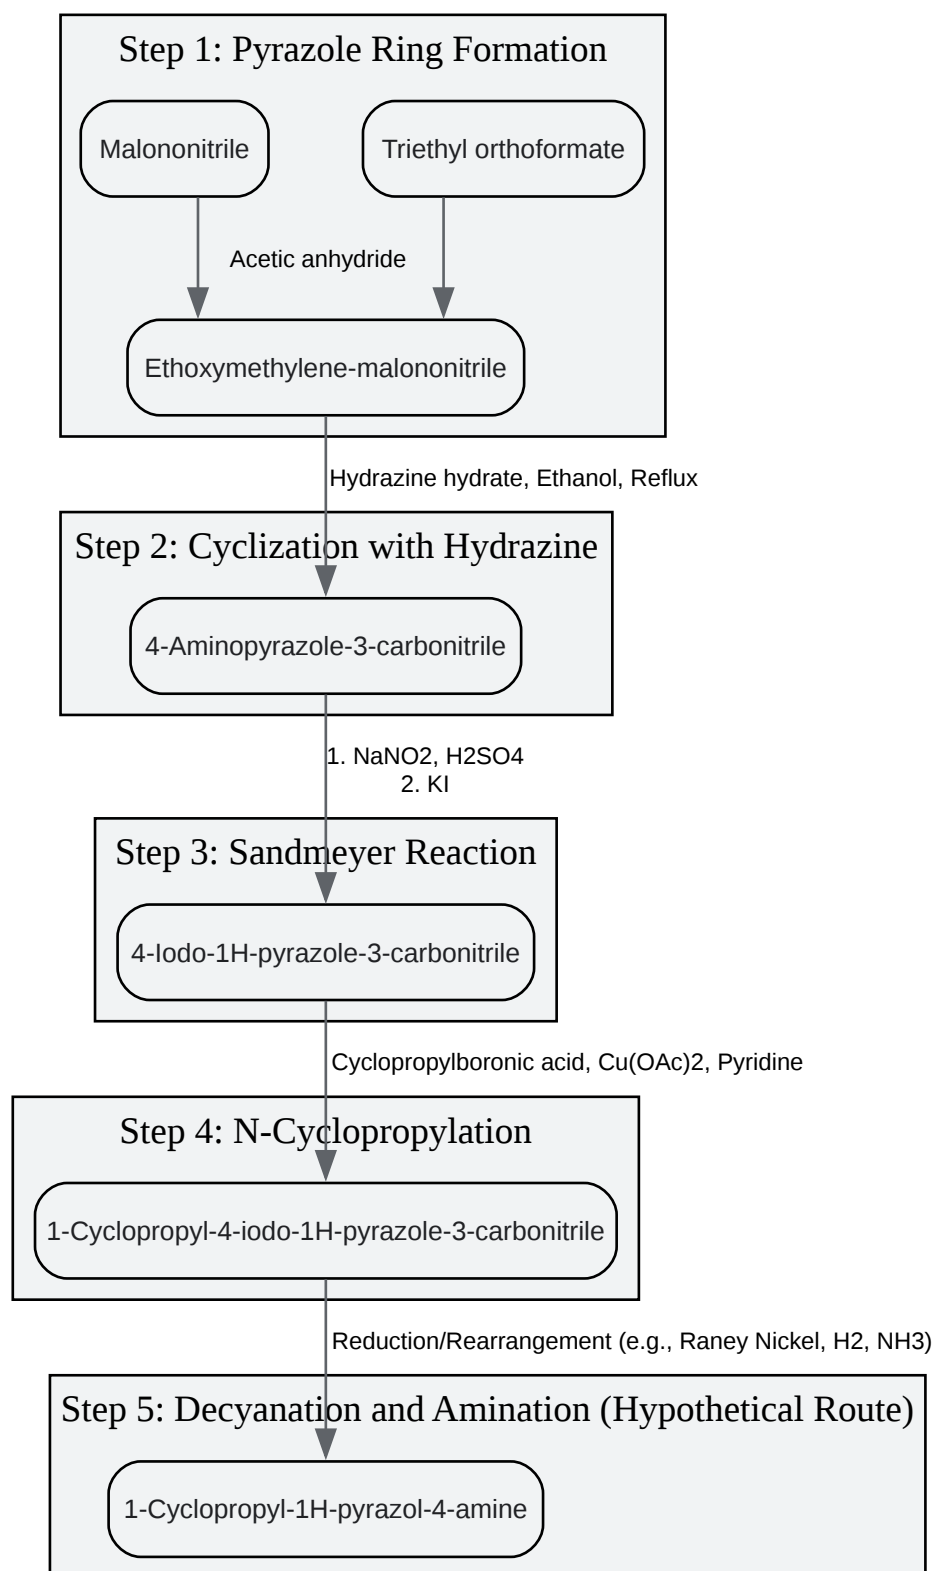 Step 1: Pyrazole Ring Formation
Malononitrile
Triethyl orthoformate
Acetic anhydride
Ethoxymethylene-malononitrile
Hydrazine hydrate, Ethanol, Reflux
Step 2: Cyclization with Hydrazine
4-Aminopyrazole-3-carbonitrile
1. NaNO2, H2SO4
2. KI
Step 3: Sandmeyer Reaction
4-Iodo-1H-pyrazole-3-carbonitrile
Cyclopropylboronic acid, Cu(OAc)2, Pyridine
Step 4: N-Cyclopropylation
1-Cyclopropyl-4-iodo-1H-pyrazole-3-carbonitrile
Reduction/Rearrangement (e.g., Raney Nickel, H2, NH3)
Step 5: Decyanation and Amination (Hypothetical Route)
1-Cyclopropyl-1H-pyrazol-4-amine